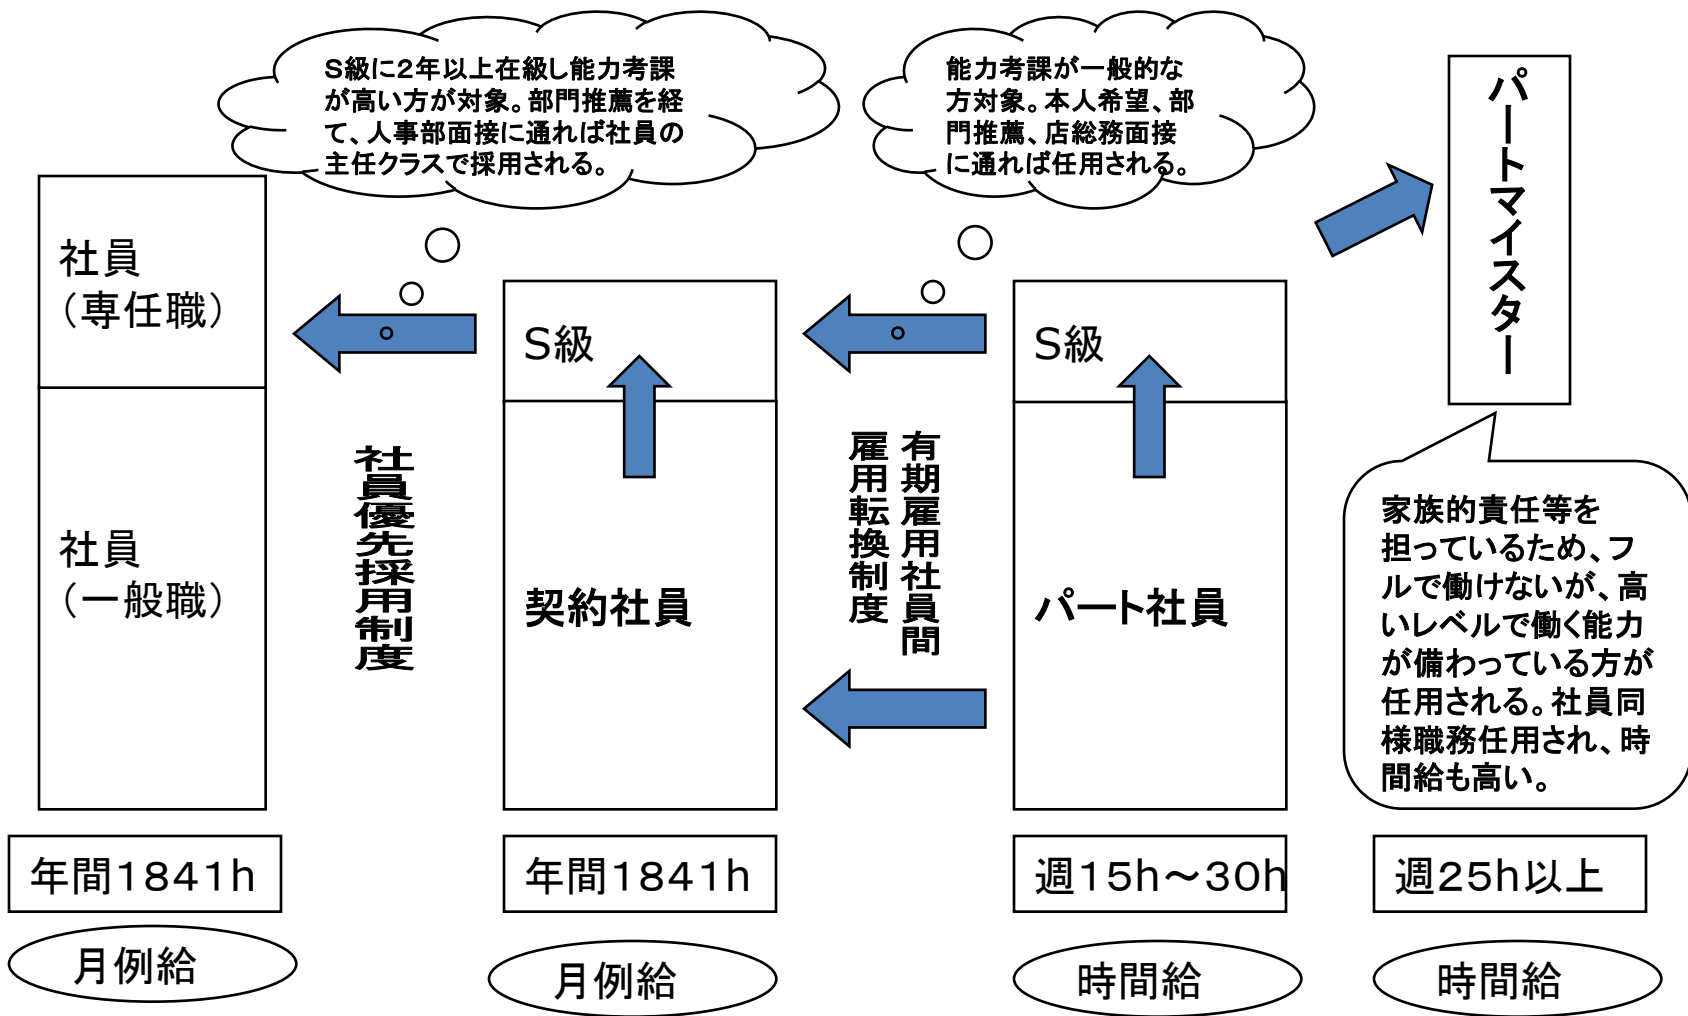 S級に2年以上在級し能力考課
が高い方が対象。部門推薦を経
て、人事部面接に通れば社員の
主任クラスで採用される。
能力考課が一般的な
方対象。本人希望、部
門推薦、店総務面接
に通れば任用される。
パートマイスター
社員
（専任職）
S級
S級
社員優先採用制度
有期雇用社員間
雇用転換制度
社員
（一般職）
契約社員
パート社員
家族的責任等を
担っているため、フ
ルで働けないが、高
いレベルで働く能力
が備わっている方が
任用される。社員同
様職務任用され、時
間給も高い。
年間1841h
年間1841h
週15h～30h
週25h以上
月例給
月例給
時間給
時間給